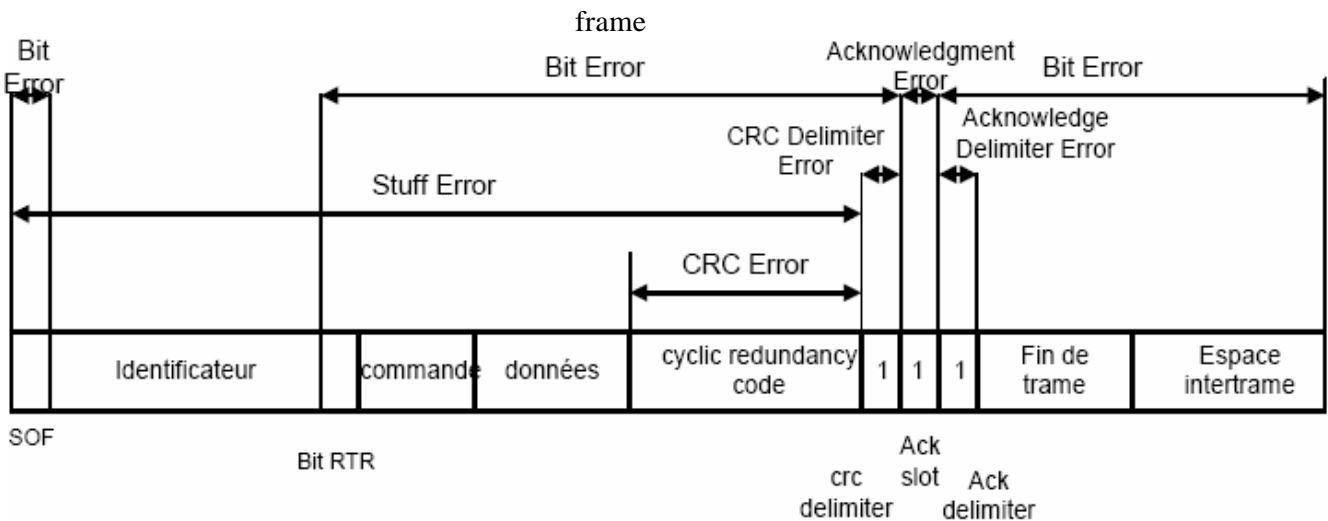 frame
Bit
Error
Bit Error
Acknowledgment
Error
Bit Error
CRC Delimiter
Error
Acknowledge
Delimiter Error
Stuff Error
CRC Error
Identificateur
commande
données
cyclic redundancy
code
1
1
1
Fin de
trame
Espace
intertrame
SOF
Bit RTR
crc
delimiter
Ack
slot
Ack
delimiter